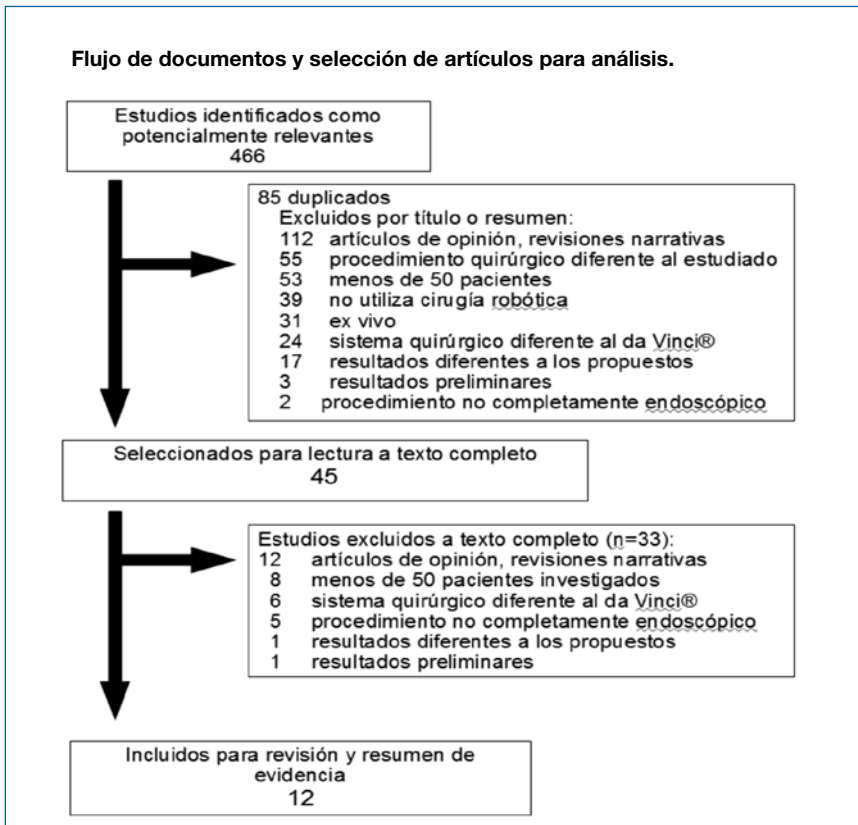 Flujo de documentos y selección de artículos para análisis.
Estudios identificados como
potencialmente relevantes
466
85 duplicados
Excluidos por título o resumen:
112 artículos de opinión, revisiones narrativas
55 procedimiento quirúrgico diferente al estudiado
53 menos de 50 pacientes
39 no utiliza cirugía robótica
31 ex vivo
24 sistema quirúrgico diferente al da Vinci®
17 resultados diferentes a los propuestos
3 resultados preliminares
2 procedimiento no completamente endoscópico
Seleccionados para lectura a texto completo
45
Estudios excluidos a texto completo (n=33):
12 artículos de opinión, revisiones narrativas
8 menos de 50 pacientes investigados
6 sistema quirúrgico diferente al da Vinci®
5 procedimiento no completamente endoscópico
1 resultados diferentes a los propuestos
1 resultados preliminares
Incluidos para revisión y resumen de
evidencia
12